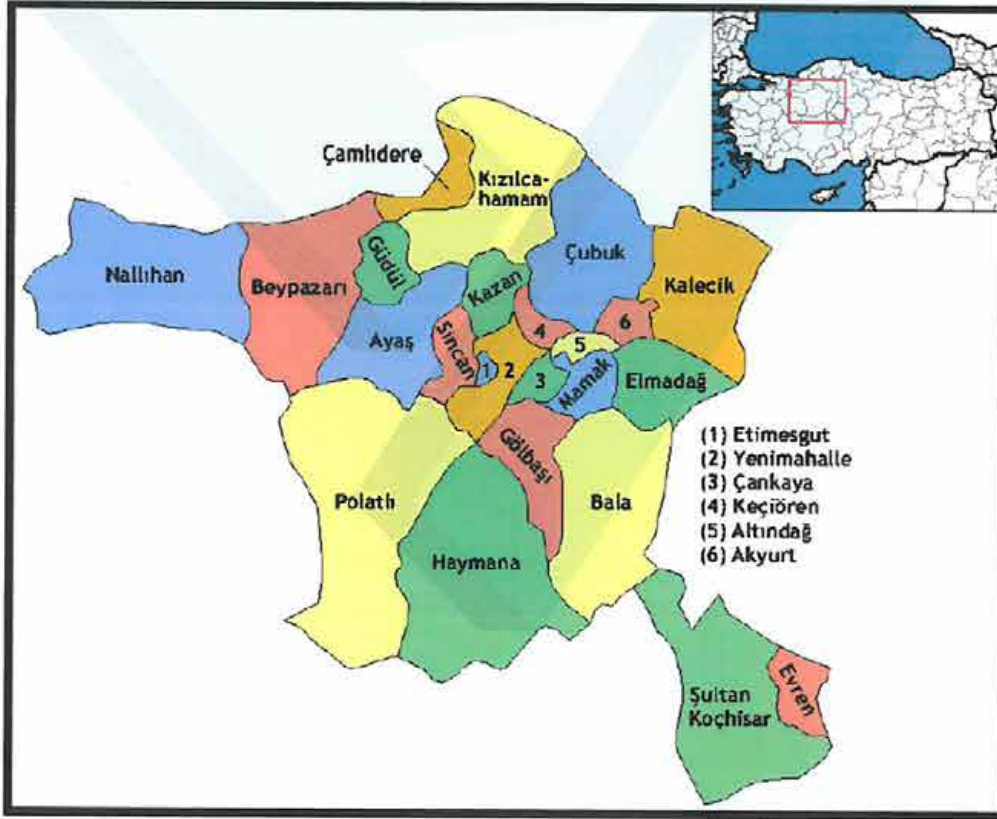 Çamlıdere
Kızılca-
hamam
Çubuk
Kalecik
Nallıhan
Beypazarı
Güdül
Kazan
Ayaş
Sincan
1
2
3
4
5
6
Mamak
Elmadağ
Gölbaşı
Polatlı
Haymana
Bala
(1) Etimesgut
(2) Yenimahalle
(3) Çankaya
(4) Keçiören
(5) Altındağ
(6) Akyurt
Şultan
Koçhisar
Evren